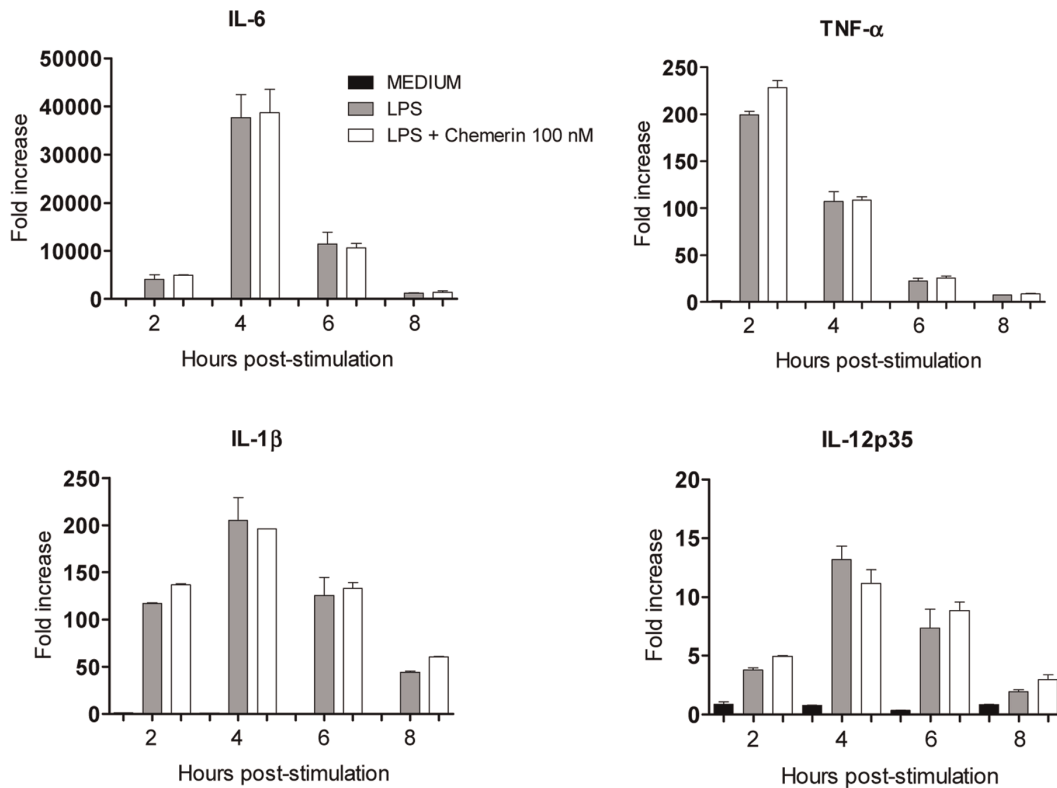 IL-6
50000
40000
30000
20000
10000
0
Fold increase
2 4 6 8
Hours post-stimulation
MEDIUM
LPS
LPS + Chemerin 100 nM
TNF-α
250
200
150
100
50
0
Fold increase
2 4 6 8
Hours post-stimulation
IL-1β
250
200
150
100
50
0
Fold increase
2 4 6 8
Hours post-stimulation
IL-12p35
20
15
10
5
0
Fold increase
2 4 6 8
Hours post-stimulation